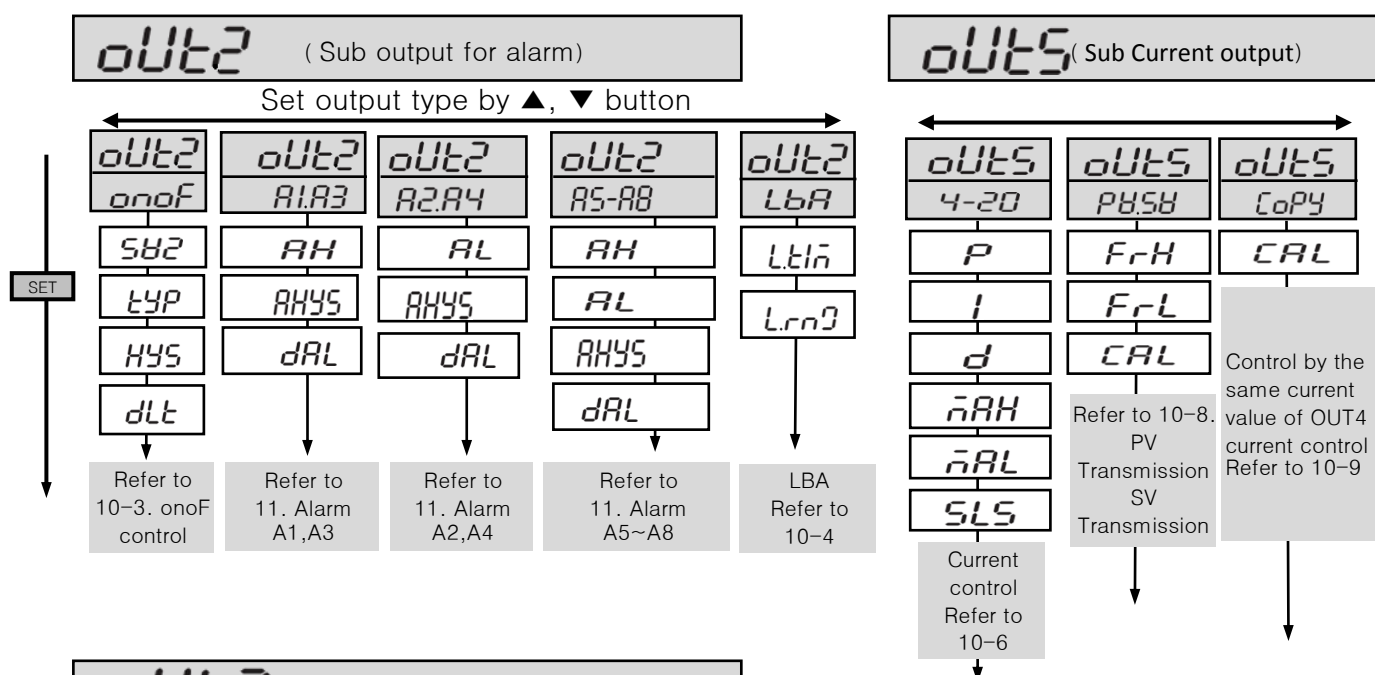 oUt2 ( Sub output for alarm)
Set output type by ▲, ▼ button
SET
oUt2
onoF
SV2
tYP
HYS
dLt
Refer to
10-3. onoF
control
oUt2
A1.A3
AH
AHYS
dAL
Refer to
11. Alarm
A1,A3
oUt2
A2.A4
AL
AHYS
dAL
Refer to
11. Alarm
A2,A4
oUt2
A5-A8
AH
AL
AHYS
dAL
Refer to
11. Alarm
A5~A8
oUt2
LbA
L.tIm
L.rnG
LBA
Refer to
10-4
oUt5( Sub Current output)
oUt5
4-20
P
I
d
mAH
mAL
SLS
Current
control
Refer to
10-6
oUt5
PV.SV
FrH
FrL
CAL
Refer to 10-8.
PV
Transmission
SV
Transmission
oUt5
CoPY
CAL
Control by the
same current
value of OUT4
current control
Refer to 10-9